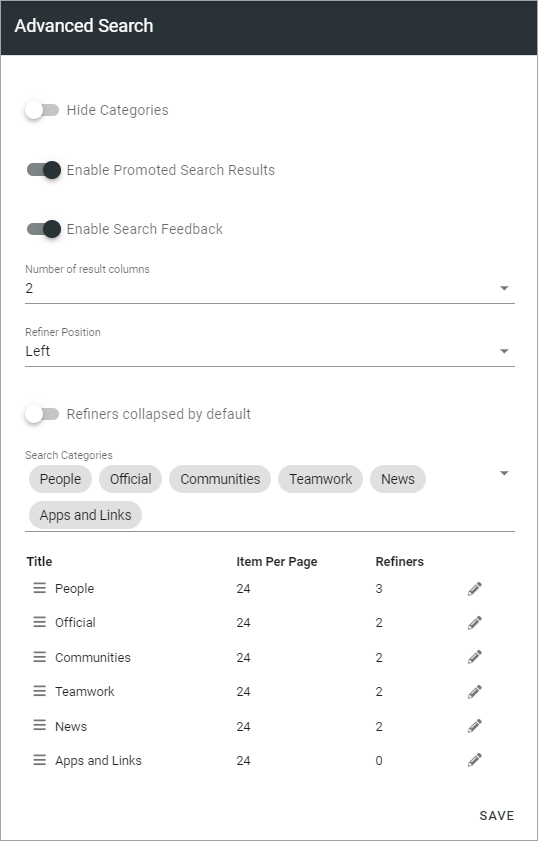 Advanced Search
Hide Categories
Enable Promoted Search Results
Enable Search Feedback
Number of result columns
2
Refiner Position
Left
Refiners collapsed by default
Search Categories
People Official Communities Teamwork News
Apps and Links
Title Item Per Page Refiners
People 24 3
Official 24 2
Communities 24 2
Teamwork 24 2
News 24 2
Apps and Links 24 0
SAVE